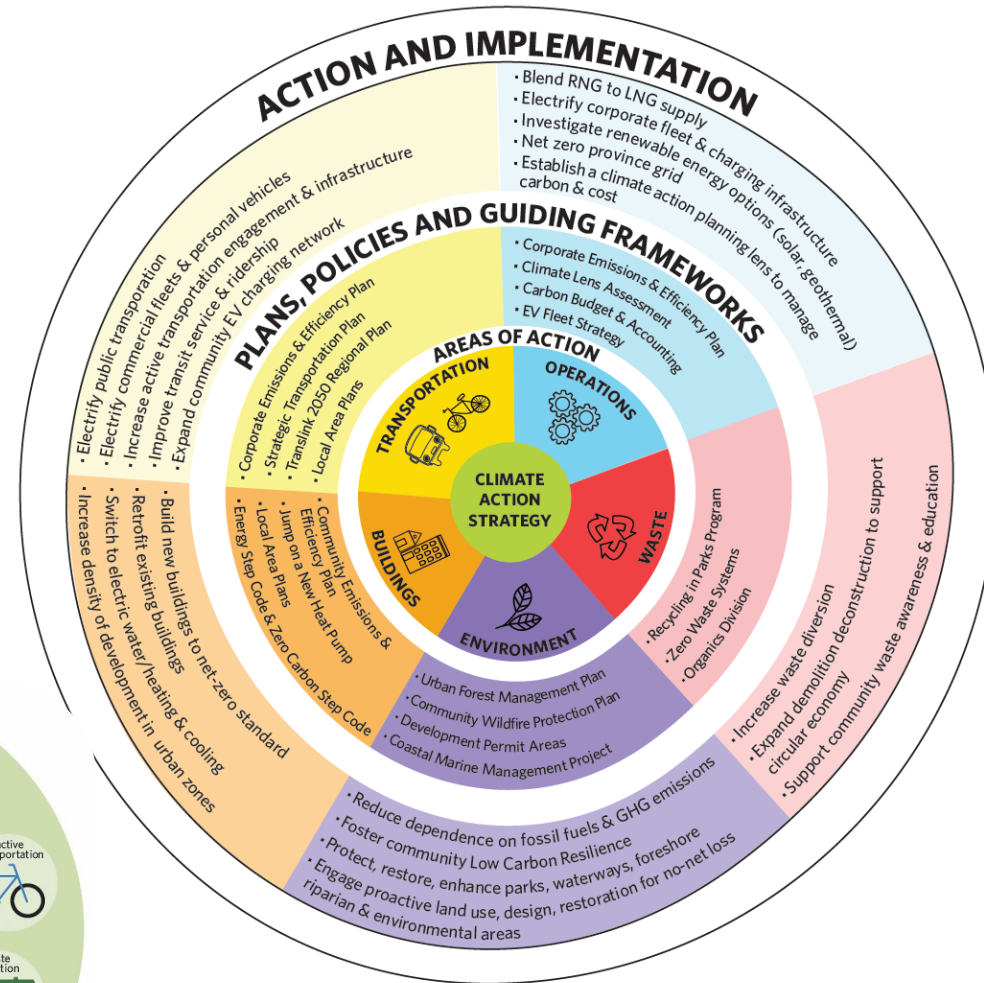 ACTION AND IMPLEMENTATION
• Blend RNG to LNG supply
• Electrify corporate fleet & charging infrastructure
• Investigate renewable energy options (solar, geothermal)
• Net zero province grid
• Establish a climate action planning lens to manage
carbon & cost
• Electrify public transportation
• Electrify commercial fleets & personal vehicles
• Increase active transportation engagement & infrastructure
• Improve transit service & ridership
• Expand community EV charging network
PLANS, POLICIES AND GUIDING FRAMEWORKS
• Corporate Emissions & Efficiency Plan
• Climate Lens Assessment
• Carbon Budget & Accounting
• EV Fleet Strategy
• Corporate Emissions & Efficiency Plan
• Strategic Transportation Plan
• Translink 2050 Regional Plan
• Local Area Plans
AREAS OF ACTION
TRANSPORTATION
OPERATIONS
CLIMATE
ACTION
STRATEGY
WASTE
BUILDINGS
ENVIRONMENT
• Recycling in Parks Program
• Zero Waste Systems
• Organics Division
• Community Emissions &
Efficiency Plan
• Jump on a New Heat Pump
• Local Area Plans
• Energy Step Code & Zero Carbon Step Code
• Urban Forest Management Plan
• Community Wildfire Protection Plan
• Development Permit Areas
• Coastal Marine Management Project
• Increase waste diversion
• Expand demolition deconstruction to support
circular economy
• Support community waste awareness & education
• Build new buildings to net-zero standard
• Retrofit existing buildings
• Switch to electric water/heating & cooling
• Increase density of development in urban zones
• Reduce dependence on fossil fuels & GHG emissions
• Foster community Low Carbon Resilience
• Protect, restore, enhance parks, waterways, foreshore
• Engage proactive land use, design, restoration for no-net loss
riparian & environmental areas